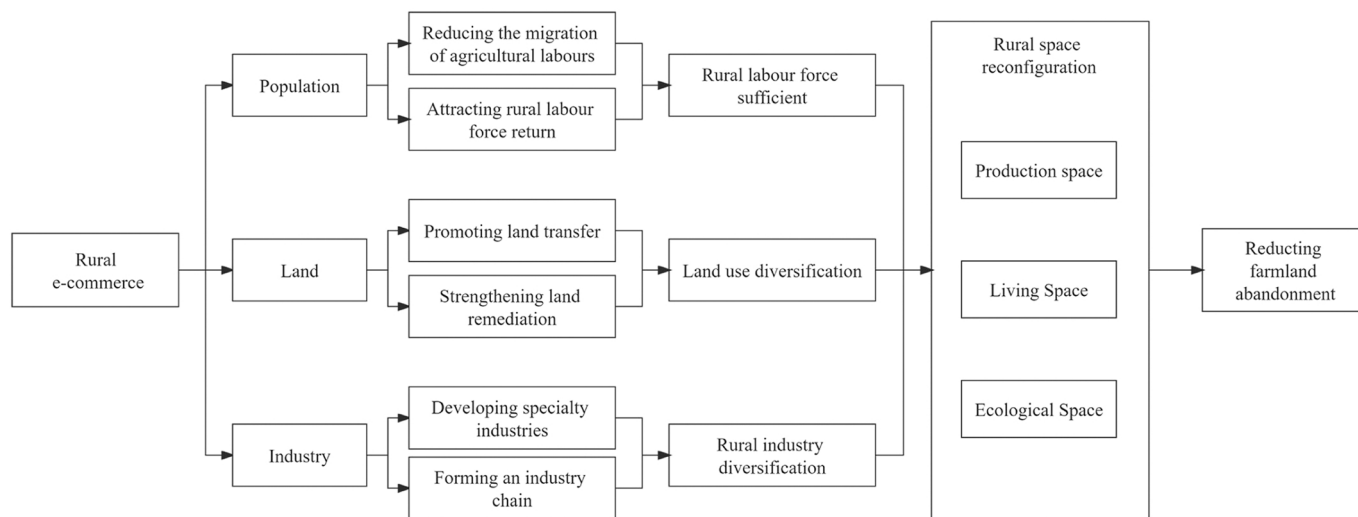 Rural
e-commerce
Population
Land
Industry
Reducing the migration
of agricultural labours
Attracting rural labour
force return
Promoting land transfer
Strengthening land
remediation
Developing specialty
industries
Forming an industry
chain
Rural labour force
sufficient
Land use diversification
Rural industry
diversification
Rural space
reconfiguration
Production space
Living Space
Ecological Space
Reducting
farmland
abandonment